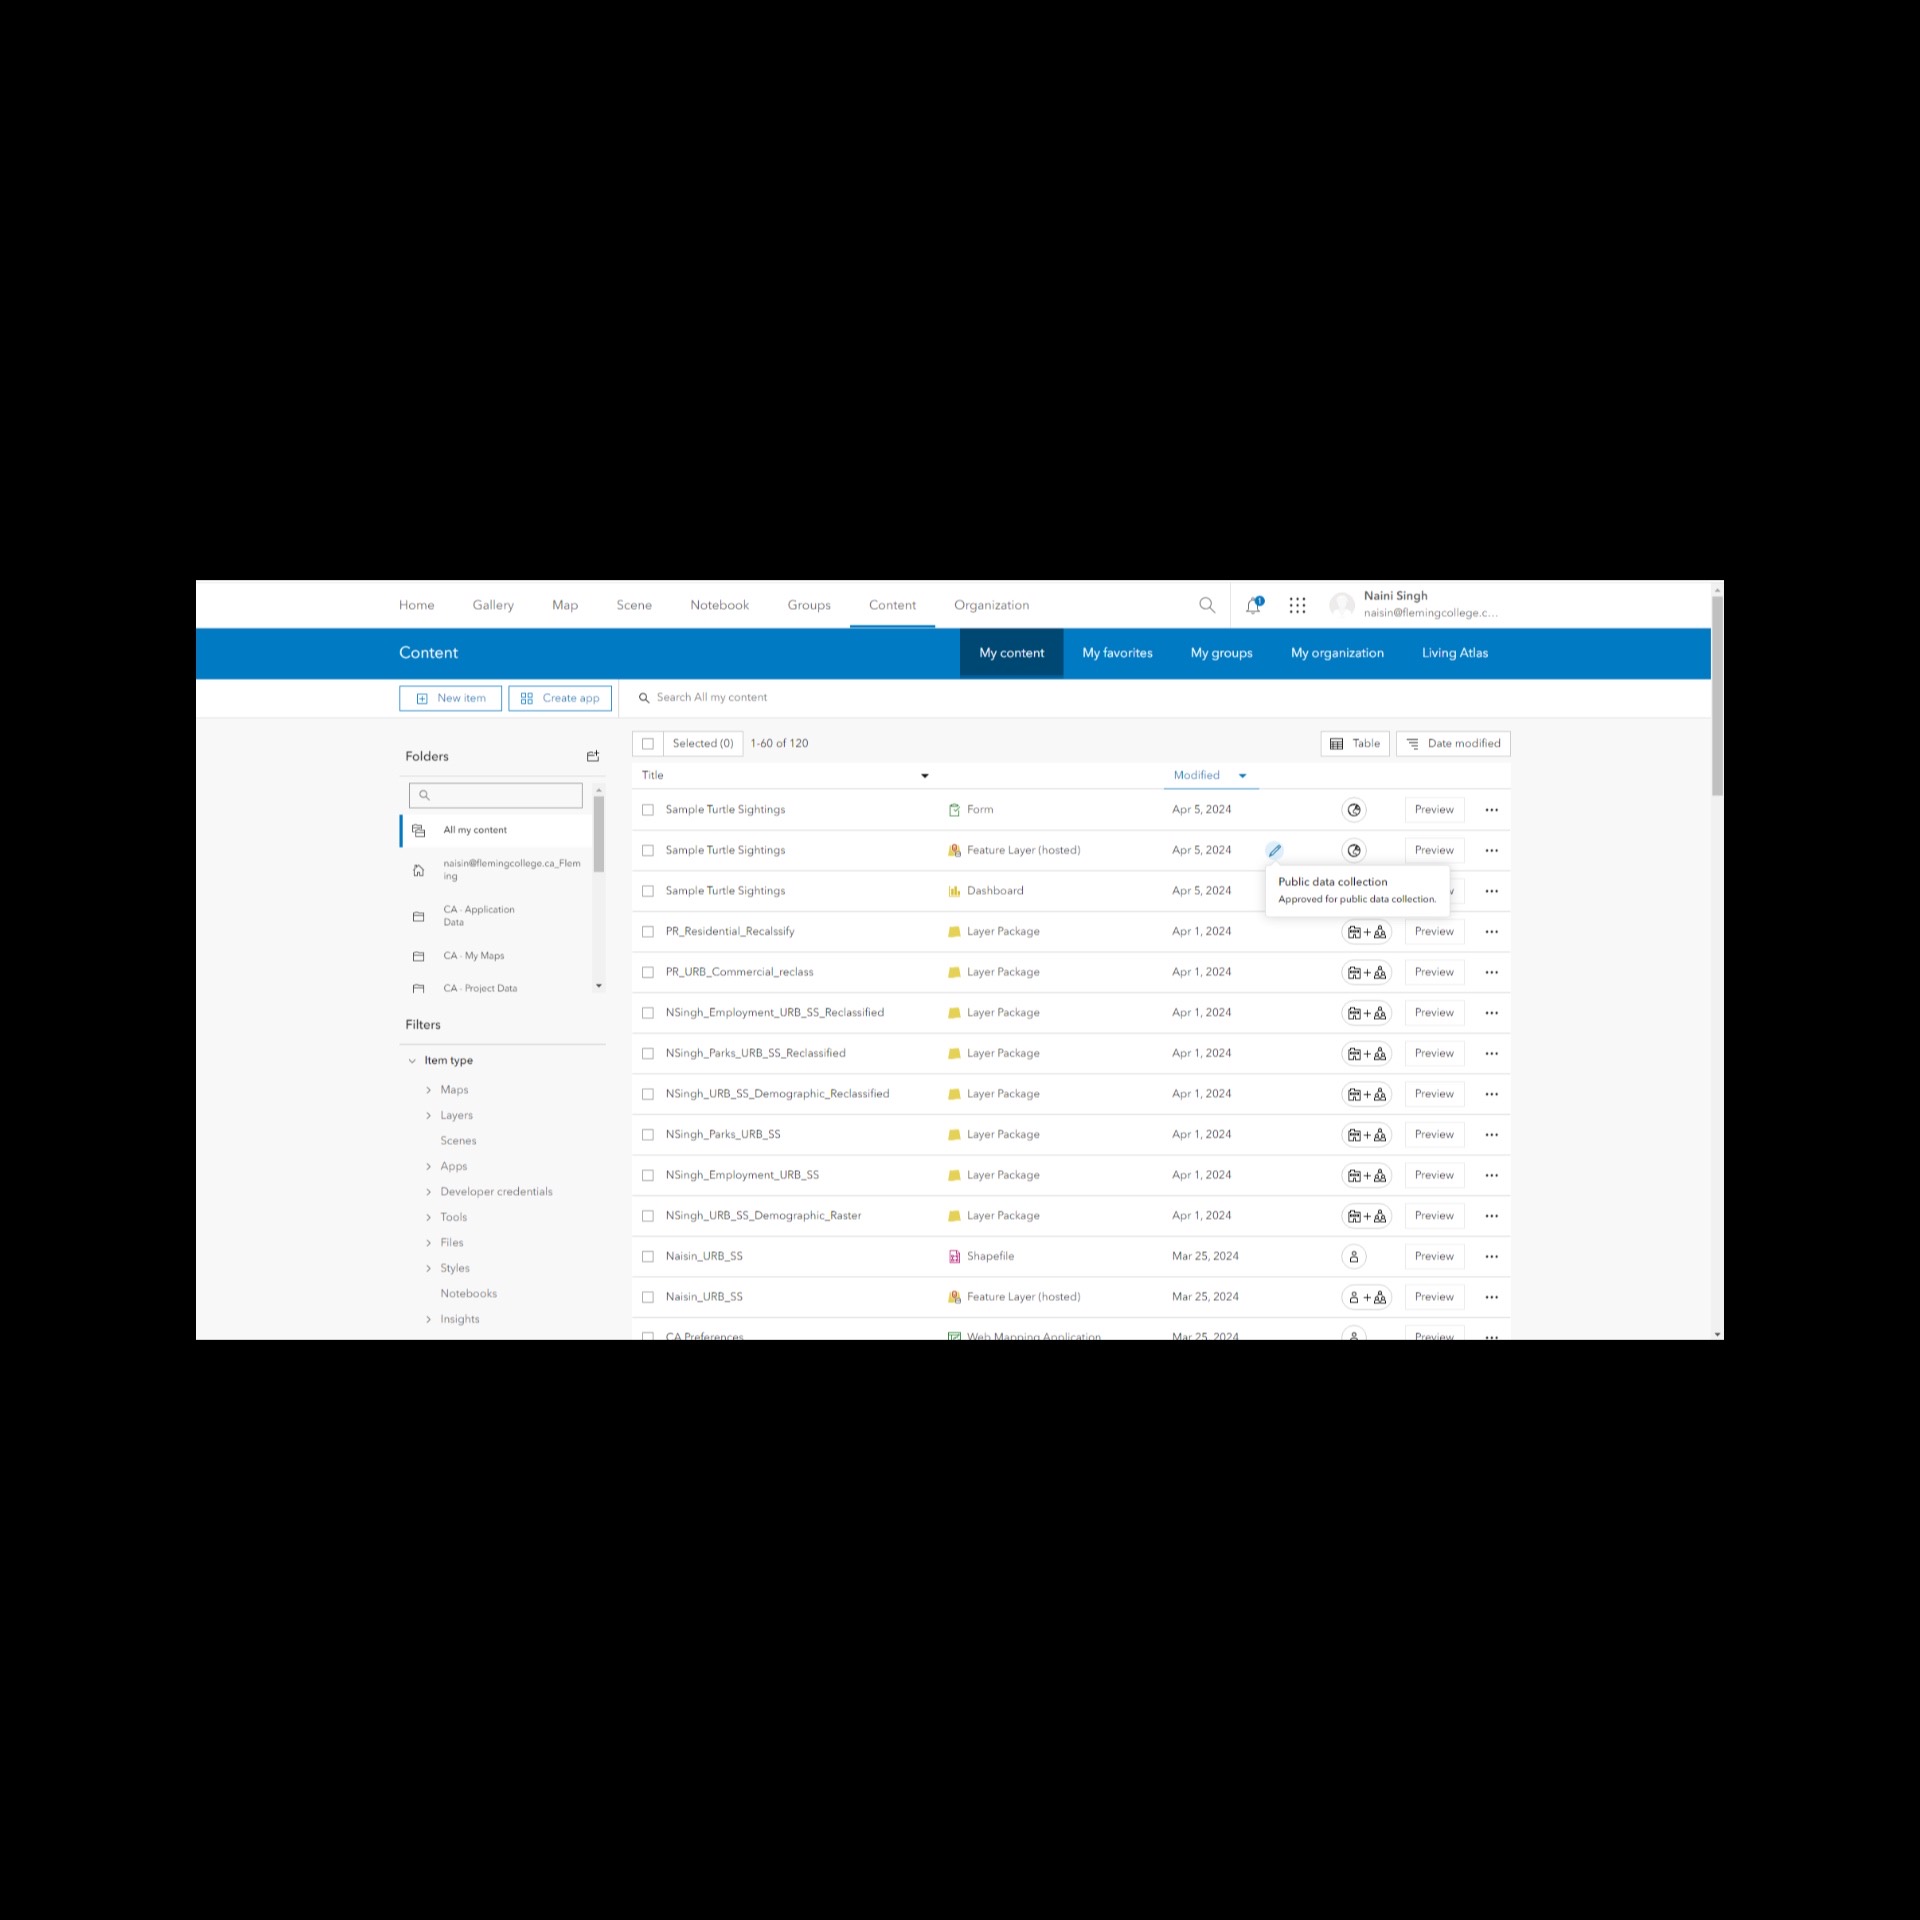 Home Gallery Map Scene Notebook Groups Content Organization
1
Naini Singh
naisin@flemingcollege.c...
Content My content My favorites My groups My organization Living Atlas
New item Create app Search All my content
Folders
All my content
naisin@flemingcollege.ca_Flem
ing
CA - Application
Data
CA - My Maps
CA - Project Data
Filters
Item type
Maps
Layers
Scenes
Apps
Developer credentials
Tools
Files
Styles
Notebooks
Insights
Selected (0) 1-60 of 120 Table Date modified
Title Modified
Sample Turtle Sightings Form Apr 5, 2024 Preview
Sample Turtle Sightings Feature Layer (hosted) Apr 5, 2024 Preview
Public data collection
Approved for public data collection.
Sample Turtle Sightings Dashboard Apr 5, 2024
PR_Residential_Recalssify Layer Package Apr 1, 2024 Preview
PR_URB_Commercial_reclass Layer Package Apr 1, 2024 Preview
NSingh_Employment_URB_SS_Reclassified Layer Package Apr 1, 2024 Preview
NSingh_Parks_URB_SS_Reclassified Layer Package Apr 1, 2024 Preview
NSingh_URB_SS_Demographic_Reclassified Layer Package Apr 1, 2024 Preview
NSingh_Parks_URB_SS Layer Package Apr 1, 2024 Preview
NSingh_Employment_URB_SS Layer Package Apr 1, 2024 Preview
NSingh_URB_SS_Demographic_Raster Layer Package Apr 1, 2024 Preview
Naisin_URB_SS Shapefile Mar 25, 2024 Preview
Naisin_URB_SS Feature Layer (hosted) Mar 25, 2024 Preview
CA Preferences Web Mapping Application Mar 25, 2024 Preview